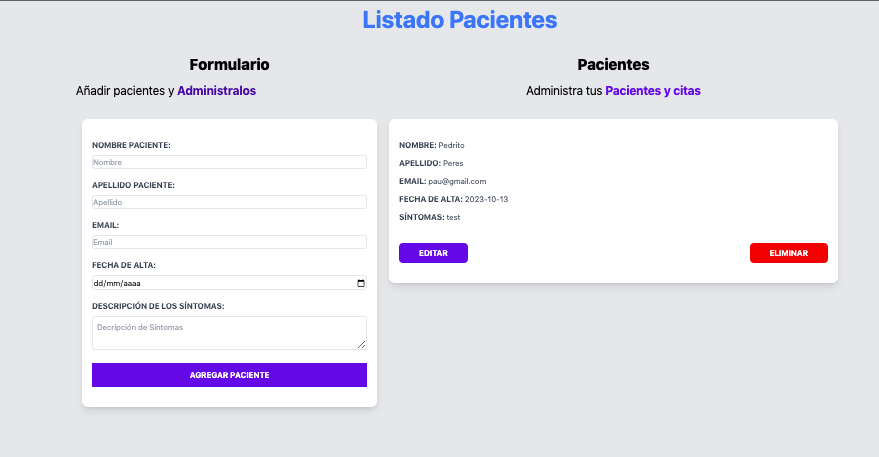 Listado Pacientes
Formulario
Añadir pacientes y Administralos
NOMBRE PACIENTE:
Nombre
APELLIDO PACIENTE:
Apellido
EMAIL:
Email
FECHA DE ALTA:
dd/mm/aaaa
DESCRIPCIÓN DE LOS SÍNTOMAS:
Decripción de Síntomas
AGREGAR PACIENTE
Pacientes
Administra tus Pacientes y citas
NOMBRE: Pedrito
APELLIDO: Peres
EMAIL: pau@gmail.com
FECHA DE ALTA: 2023-10-13
SÍNTOMAS: test
EDITAR
ELIMINAR